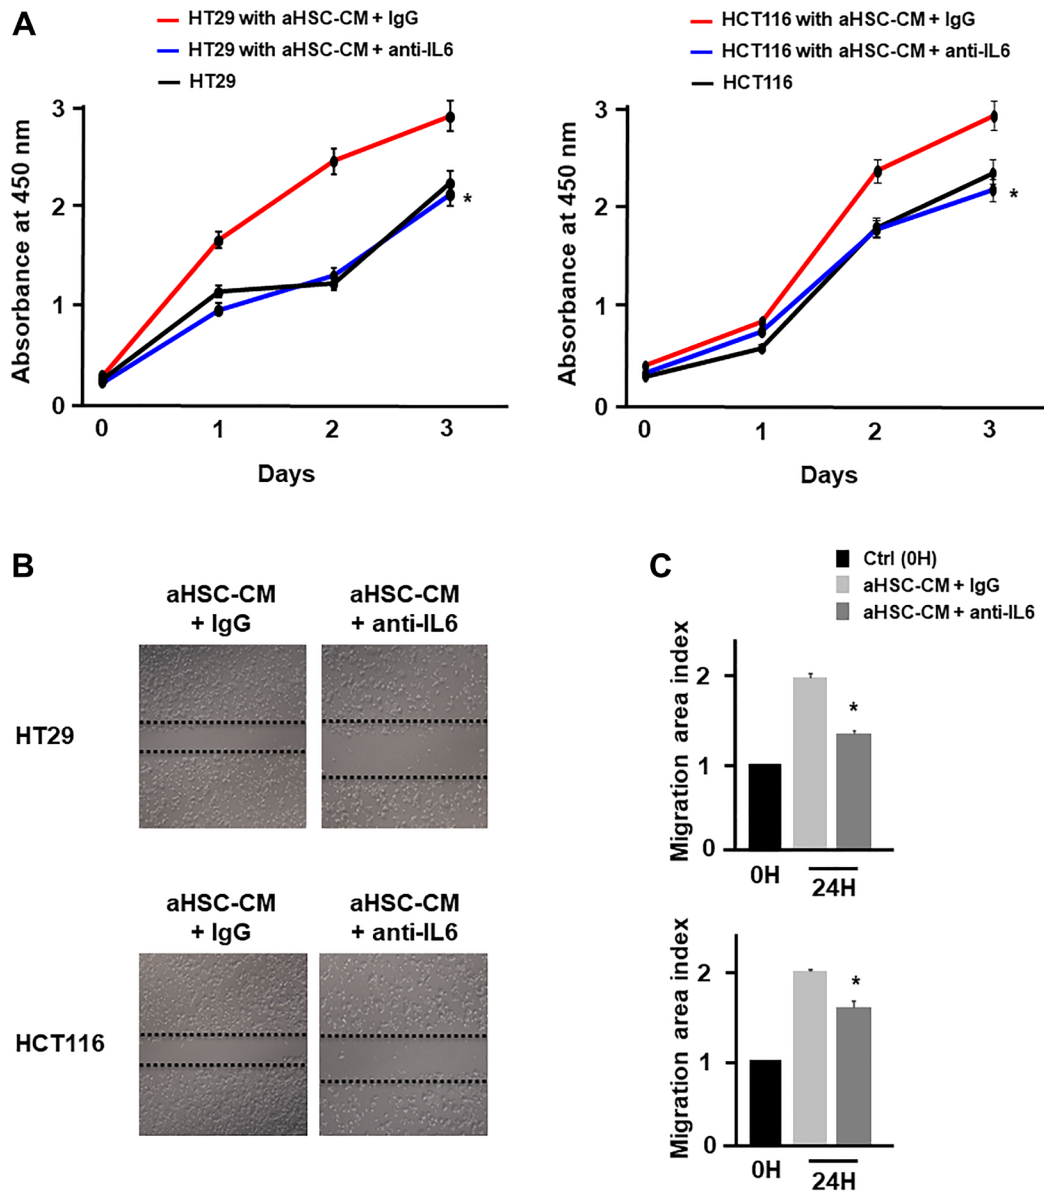 A
HT29 with aHSC-CM + IgG
HT29 with aHSC-CM + anti-IL6
HT29
Absorbance at 450 nm
3
2
1
0
0 1 2 3
Days
*
HCT116 with aHSC-CM + IgG
HCT116 with aHSC-CM + anti-IL6
HCT116
Absorbance at 450 nm
3
2
1
0
0 1 2 3
Days
*
B
aHSC-CM
+ IgG
aHSC-CM
+ anti-IL6
HT29
aHSC-CM
+ IgG
aHSC-CM
+ anti-IL6
HCT116
C
Ctrl (0H)
aHSC-CM + IgG
aHSC-CM + anti-IL6
Migration area index
2
1
0
*
0H
24H
Migration area index
2
1
0
*
0H
24H